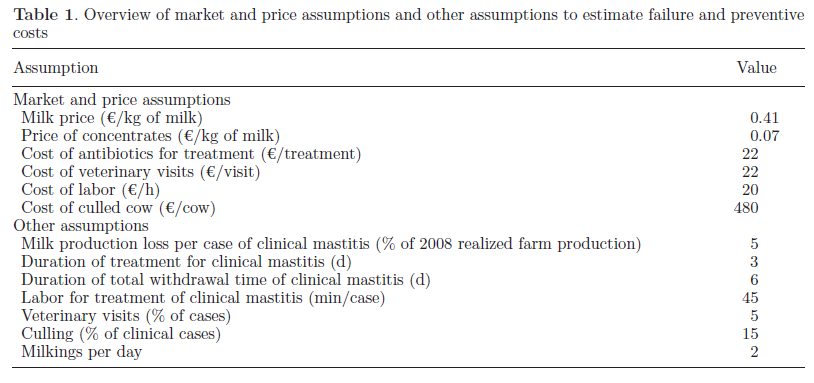 Table 1. Overview of market and price assumptions and other assumptions to estimate failure and preventive
costs
Assumption Value
Market and price assumptions
Milk price (€/kg of milk) 0.41
Price of concentrates (€/kg of milk) 0.07
Cost of antibiotics for treatment (€/treatment) 22
Cost of veterinary visits (€/visit) 22
Cost of labor (€/h) 20
Cost of culled cow (€/cow) 480
Other assumptions
Milk production loss per case of clinical mastitis (% of 2008 realized farm production) 5
Duration of treatment for clinical mastitis (d) 3
Duration of total withdrawal time of clinical mastitis (d) 6
Labor for treatment of clinical mastitis (min/case) 45
Veterinary visits (% of cases) 5
Culling (% of clinical cases) 15
Milkings per day 2